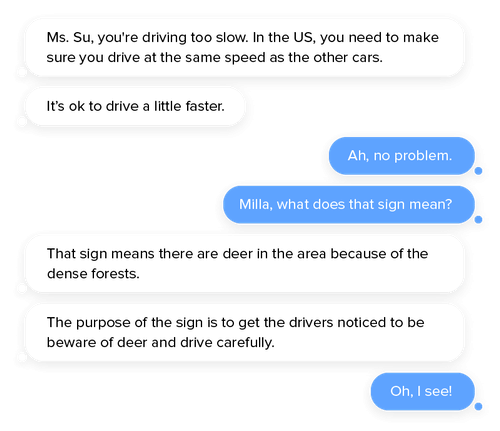 Ms. Su, you're driving too slow. In the US, you need to make
sure you drive at the same speed as the other cars.
It's ok to drive a little faster.
Ah, no problem.
Milla, what does that sign mean?
That sign means there are deer in the area because of the
dense forests.
The purpose of the sign is to get the drivers noticed to be
beware of deer and drive carefully.
Oh, I see!